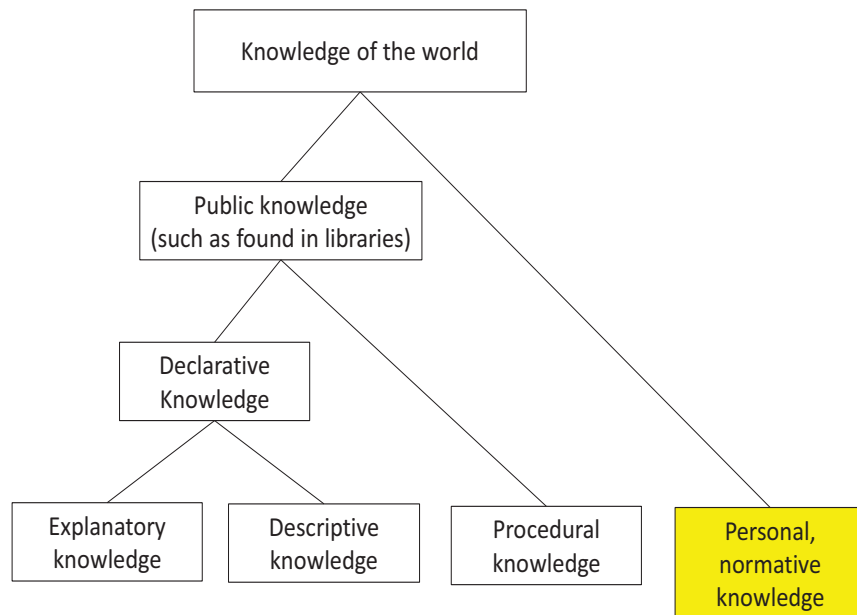 Knowledge of the world
Public knowledge
(such as found in libraries)
Declarative
Knowledge
Explanatory
knowledge
Descriptive
knowledge
Procedural
knowledge
Personal,
normative
knowledge